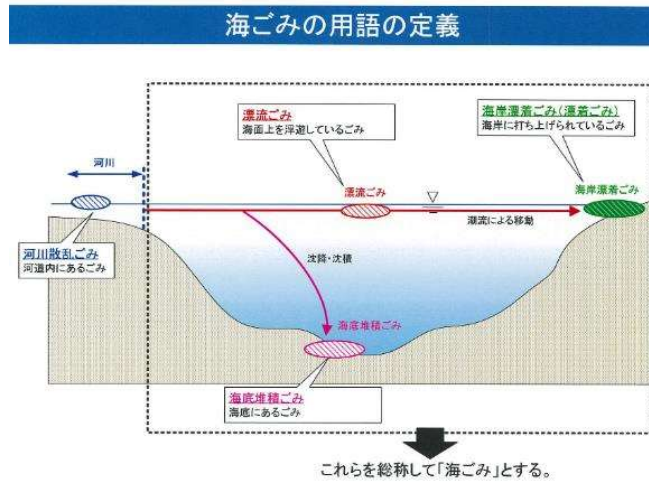 海ごみの用語の定義
漂流ごみ
海面上を浮遊しているごみ
海岸漂着ごみ(漂着ごみ)
海岸に打ち上げられているごみ
河川
漂流ごみ
海岸漂着ごみ
潮流による移動
河川散乱ごみ
河道内にあるごみ
沈降・沈積
海底堆積ごみ
海底堆積ごみ
海底にあるごみ
これらを総称して「海ごみ」とする。